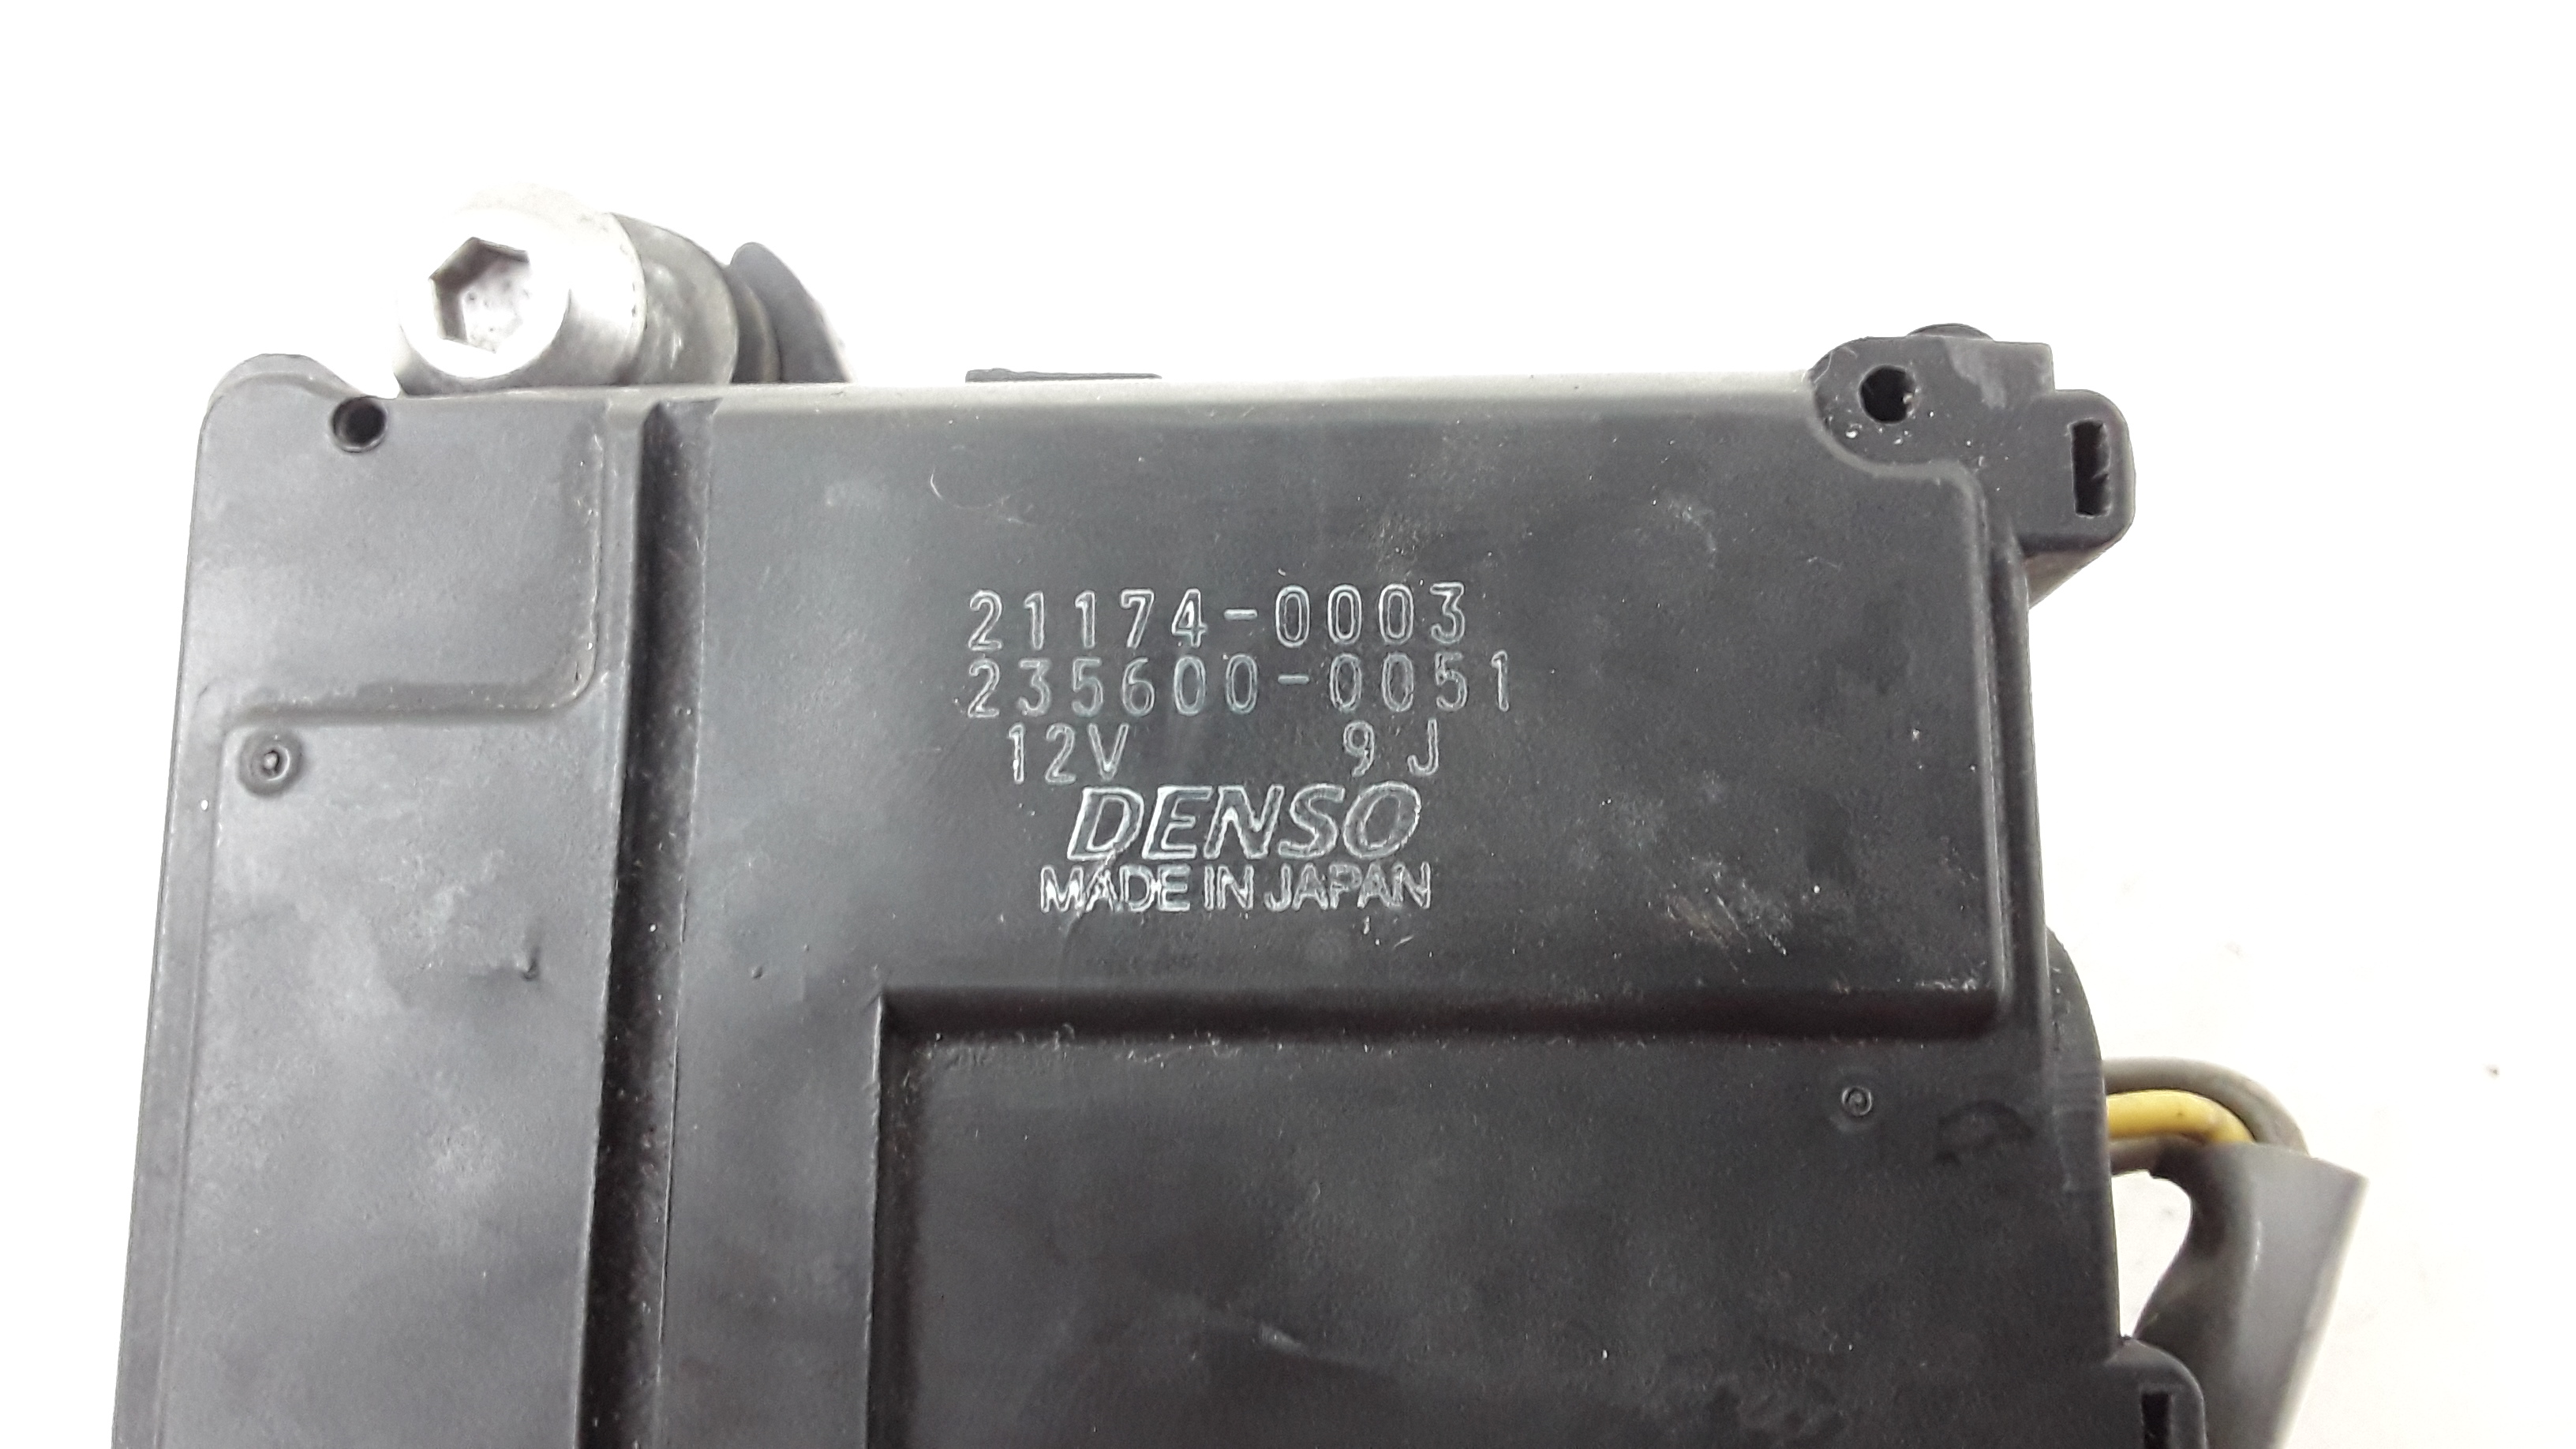 21174-0003
235600-0051
12V 9J
DENSO
MADE IN JAPAN